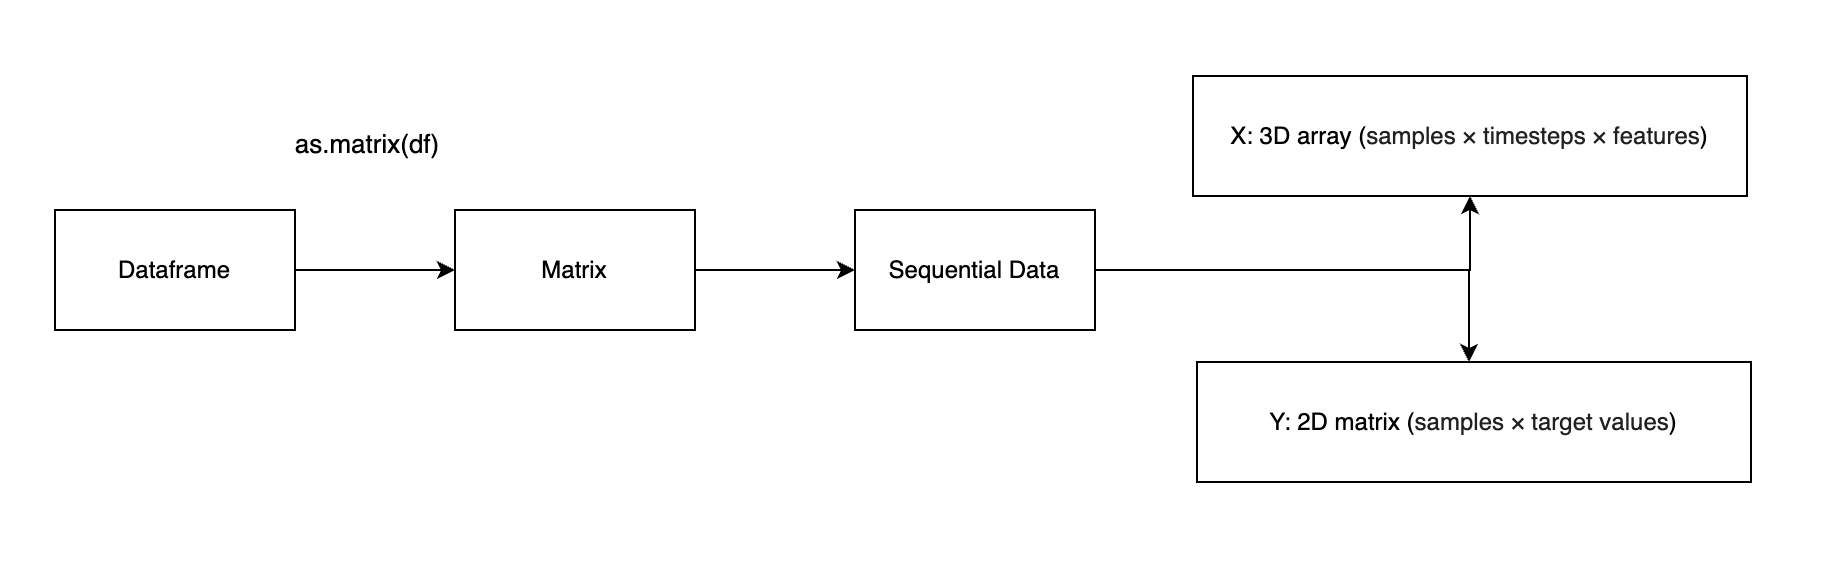 as.matrix(df)
Dataframe
Matrix
Sequential Data
X: 3D array (samples × timesteps × features)
Y: 2D matrix (samples × target values)